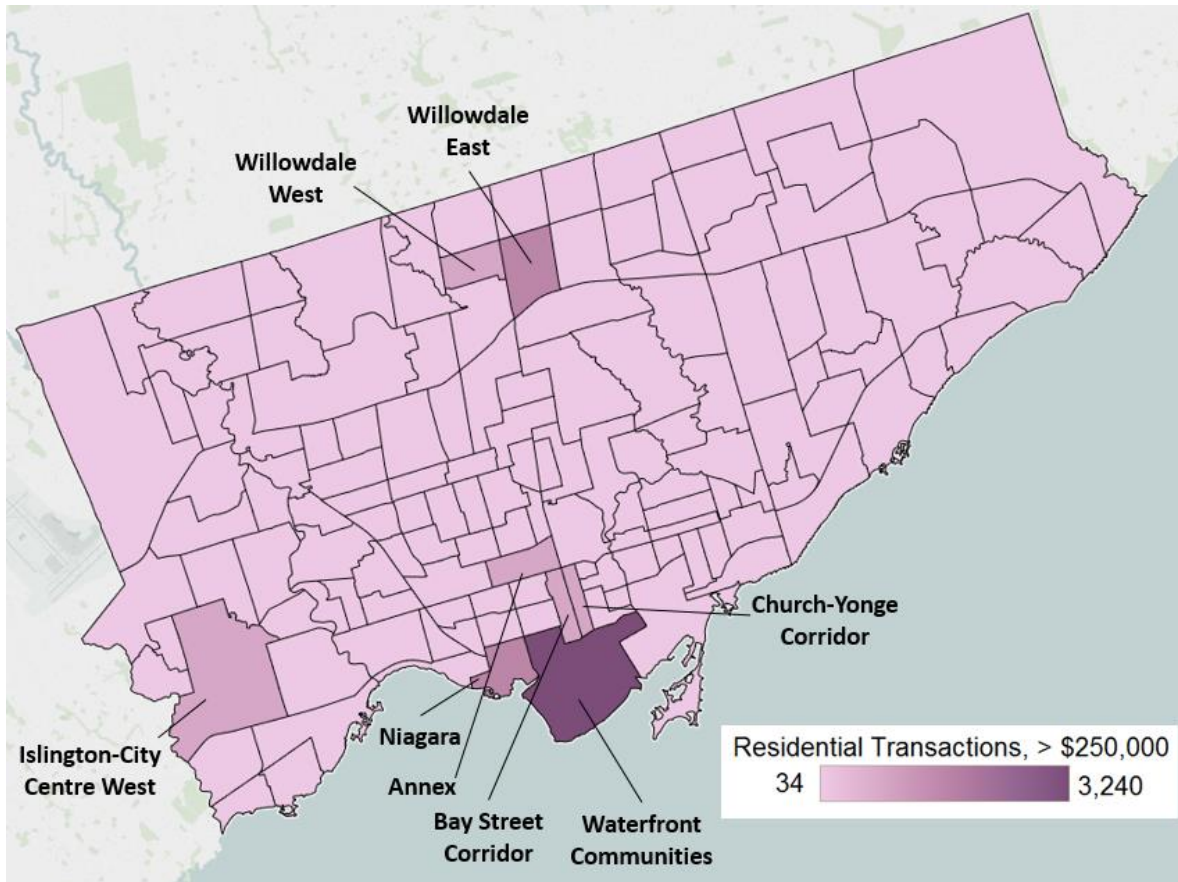 Willowdale
East
Willowdale
West
Church-Yonge
Corridor
Niagara
Islington-City
Centre West
Annex
Bay Street
Corridor
Waterfront
Communities
Residential Transactions, > $250,000
34
3,240